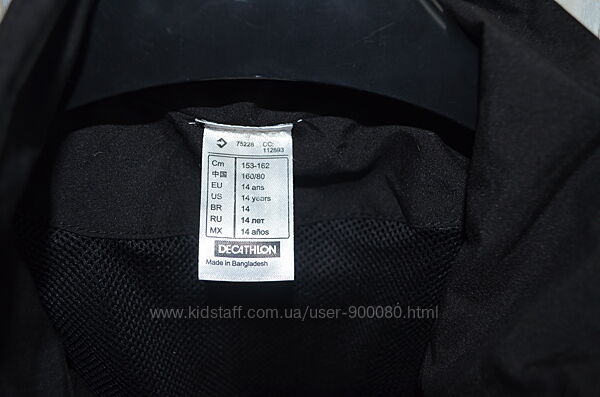 75228 CC:
112893
Cm 153-162
中国 160/80
EU 14 ans
US 14 years
BR 14
RU 14 лет
MX 14 años
DECATHLON
Made in Bangladesh
www.kidstaff.com.ua/user-900080.html